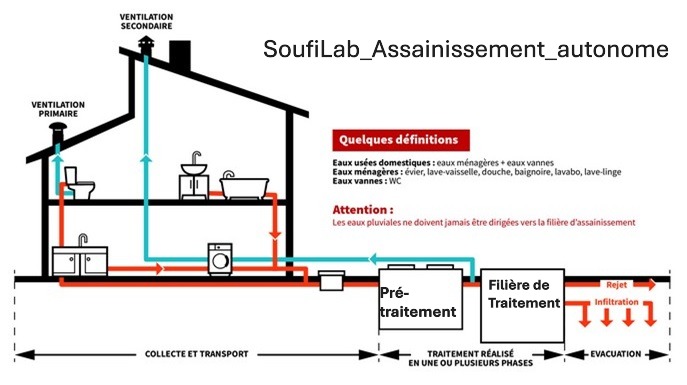 VENTILATION
SECONDAIRE
SoufiLab_Assainissement_autonome
VENTILATION
PRIMAIRE
Quelques définitions
Eaux usées domestiques : eaux ménagères + eaux vannes
Eaux ménagères : évier, lave-vaisselle, douche, baignoire, lavabo, lave-linge
Eaux vannes : WC
Attention :
Les eaux pluviales ne doivent jamais être dirigées vers la filière d'assainissement
Pré-
traitement
Filière de
Traitement
Rejet
Infiltration
COLLECTE ET TRANSPORT
TRAITEMENT RÉALISÉ
EN UNE OU PLUSIEURS PHASES
EVACUATION